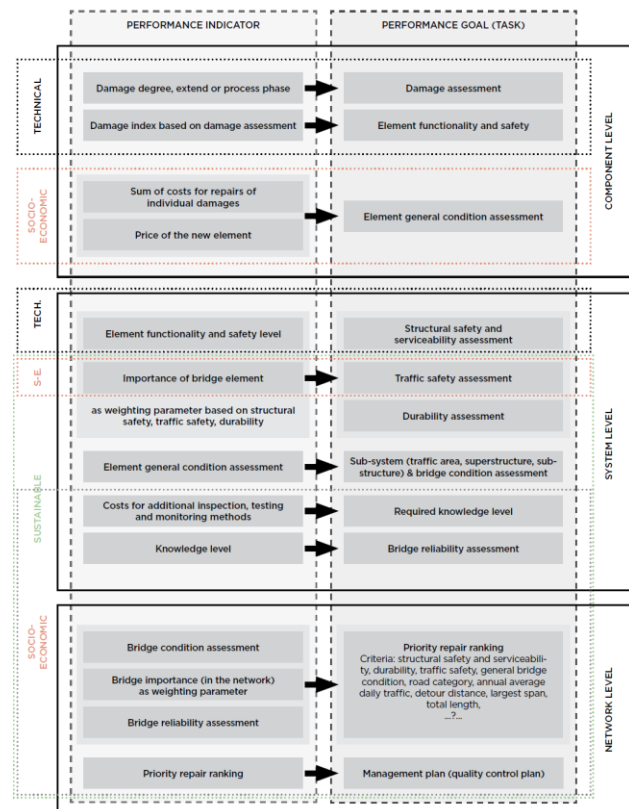 PERFORMANCE INDICATOR
PERFORMANCE GOAL (TASK)
TECHNICAL
Damage degree, extend or process phase
Damage assessment
Damage index based on damage assessment
Element functionality and safety
COMPONENT LEVEL
SOCIO-
ECONOMIC
Sum of costs for repairs of
individual damages
Price of the new element
Element general condition assessment
TECH.
Element functionality and safety level
Structural safety and
serviceability assessment
S-E.
Importance of bridge element
Traffic safety assessment
as weighting parameter based on structural
safety, traffic safety, durability
Durability assessment
SYSTEM LEVEL
SUSTAINABLE
Element general condition assessment
Sub-system (traffic area, superstructure, sub-
structure) & bridge condition assessment
Costs for additional inspection, testing
and monitoring methods
Required knowledge level
Knowledge level
Bridge reliability assessment
SOCIO-
ECONOMIC
Bridge condition assessment
Bridge importance (in the network)
as weighting parameter
Bridge reliability assessment
Priority repair ranking
Criteria: structural safety and serviceabili-
ty, durability, traffic safety, general bridge
condition, road category, annual average
daily traffic, detour distance, largest span,
total length,
...?...
NETWORK LEVEL
Priority repair ranking
Management plan (quality control plan)